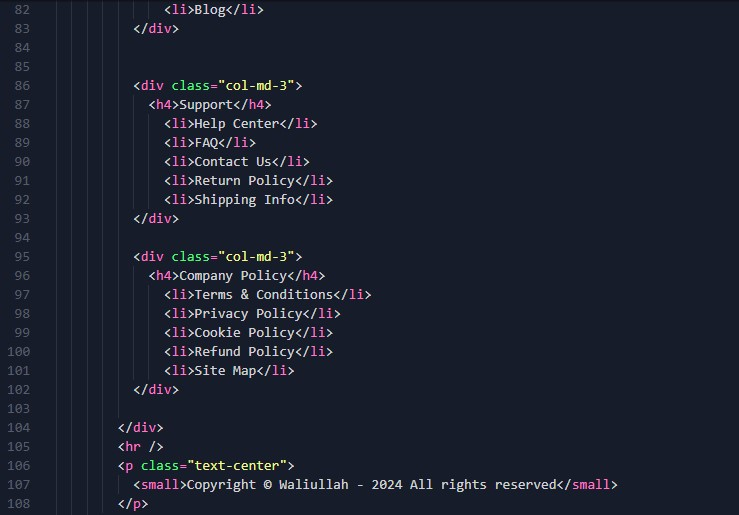 82 <li>Blog</li>
83 </div>
84
85
86 <div class="col-md-3">
87 <h4>Support</h4>
88 <li>Help Center</li>
89 <li>FAQ</li>
90 <li>Contact Us</li>
91 <li>Return Policy</li>
92 <li>Shipping Info</li>
93 </div>
94
95 <div class="col-md-3">
96 <h4>Company Policy</h4>
97 <li>Terms & Conditions</li>
98 <li>Privacy Policy</li>
99 <li>Cookie Policy</li>
100 <li>Refund Policy</li>
101 <li>Site Map</li>
102 </div>
103
104 </div>
105 <hr />
106 <p class="text-center">
107 <small>Copyright © Waliullah - 2024 All rights reserved</small>
108 </p>